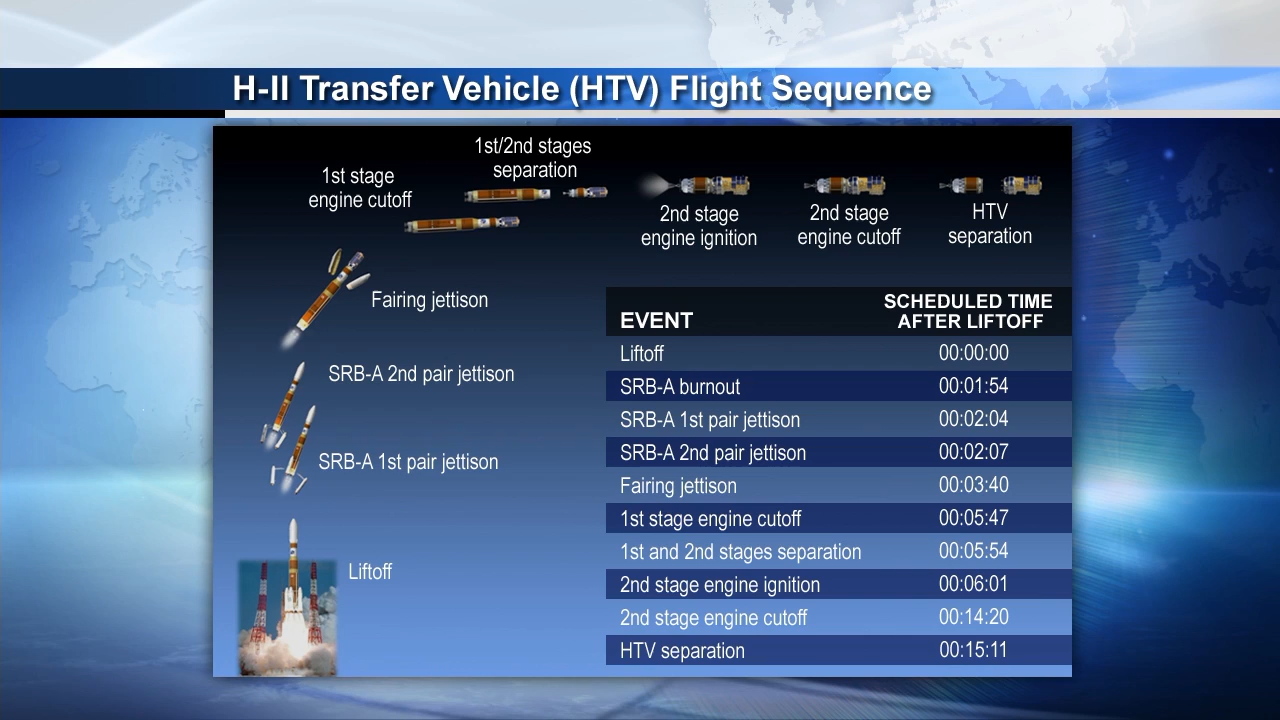 H-II Transfer Vehicle (HTV) Flight Sequence
1st/2nd stages
separation
1st stage
engine cutoff
2nd stage
engine ignition
2nd stage
engine cutoff
HTV
separation
Fairing jettison
SRB-A 2nd pair jettison
SRB-A 1st pair jettison
Liftoff
EVENT SCHEDULED TIME
AFTER LIFTOFF
Liftoff 00:00:00
SRB-A burnout 00:01:54
SRB-A 1st pair jettison 00:02:04
SRB-A 2nd pair jettison 00:02:07
Fairing jettison 00:03:40
1st stage engine cutoff 00:05:47
1st and 2nd stages separation 00:05:54
2nd stage engine ignition 00:06:01
2nd stage engine cutoff 00:14:20
HTV separation 00:15:11